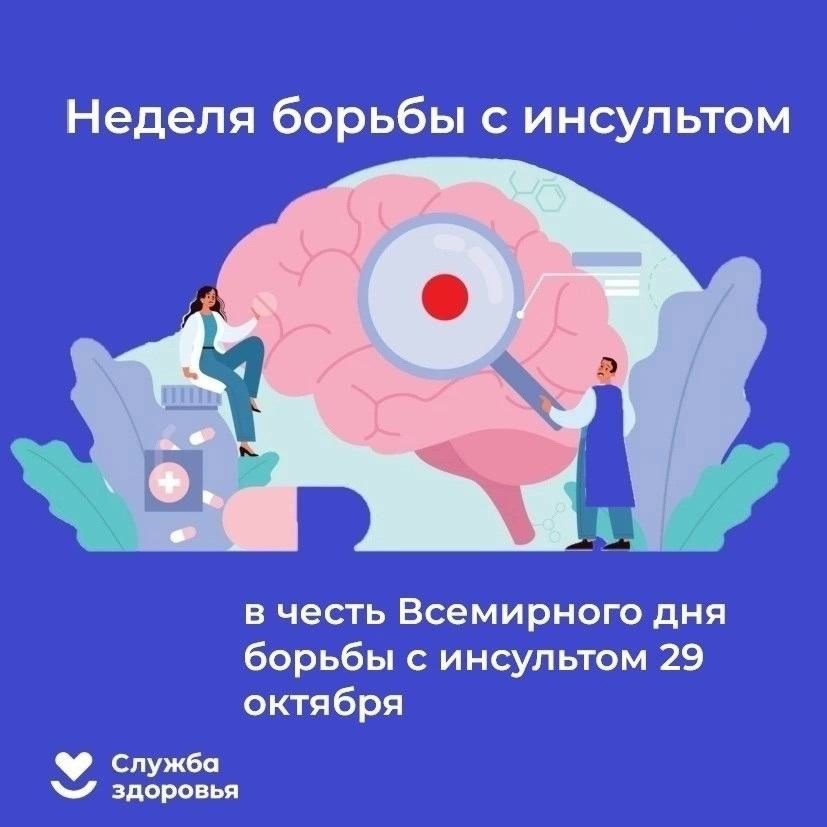 Неделя борьбы с инсультом
в честь Всемирного дня
борьбы с инсультом 29
октября
Служба
здоровья